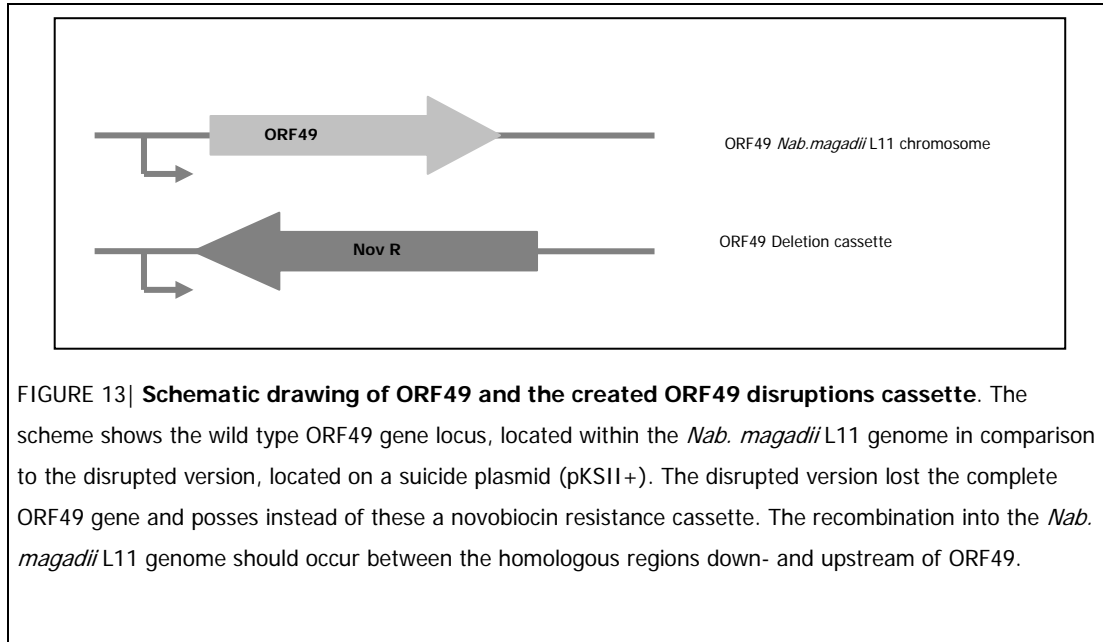 ORF49
ORF49 Nab.magadii L11 chromosome
Nov R
ORF49 Deletion cassette
FIGURE 13| Schematic drawing of ORF49 and the created ORF49 disruptions cassette. The
scheme shows the wild type ORF49 gene locus, located within the Nab. magadii L11 genome in comparison
to the disrupted version, located on a suicide plasmid (pKSII+). The disrupted version lost the complete
ORF49 gene and posses instead of these a novobiocin resistance cassette. The recombination into the Nab.
magadii L11 genome should occur between the homologous regions down- and upstream of ORF49.